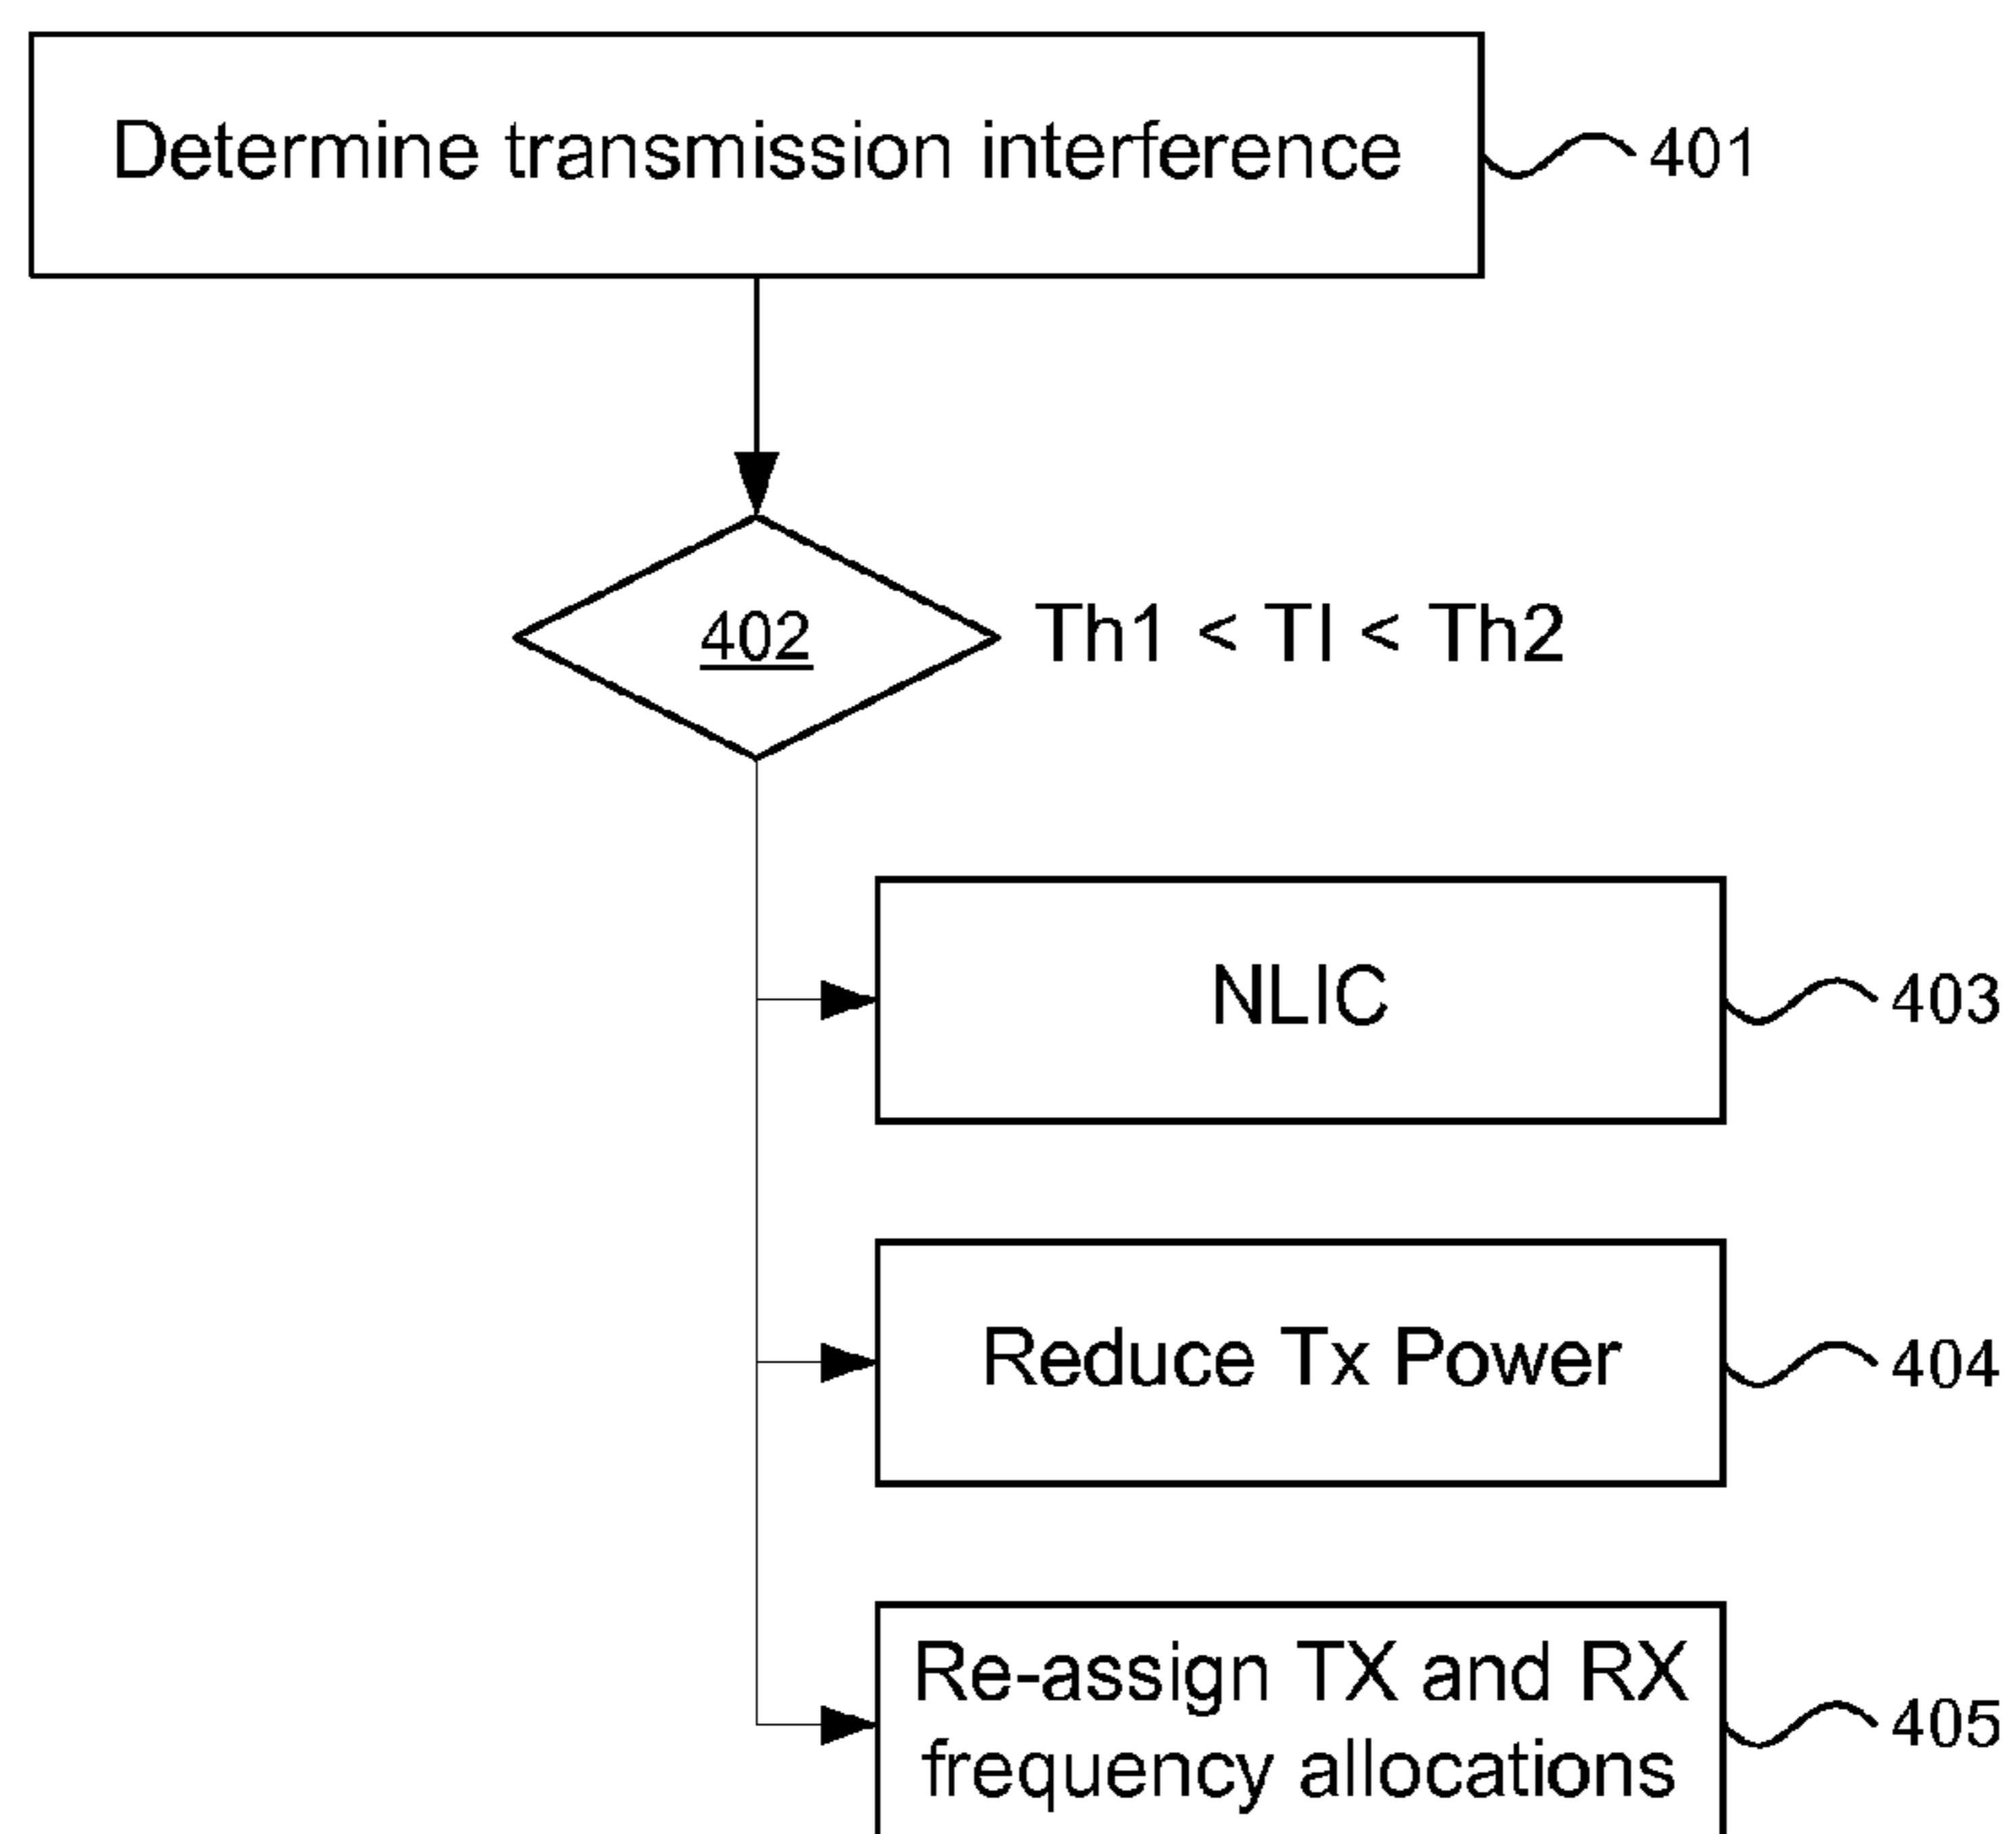 Determine transmission interference
401
402
Th1 < TI < Th2
NLIC
403
Reduce Tx Power
404
Re-assign TX and RX
frequency allocations
405